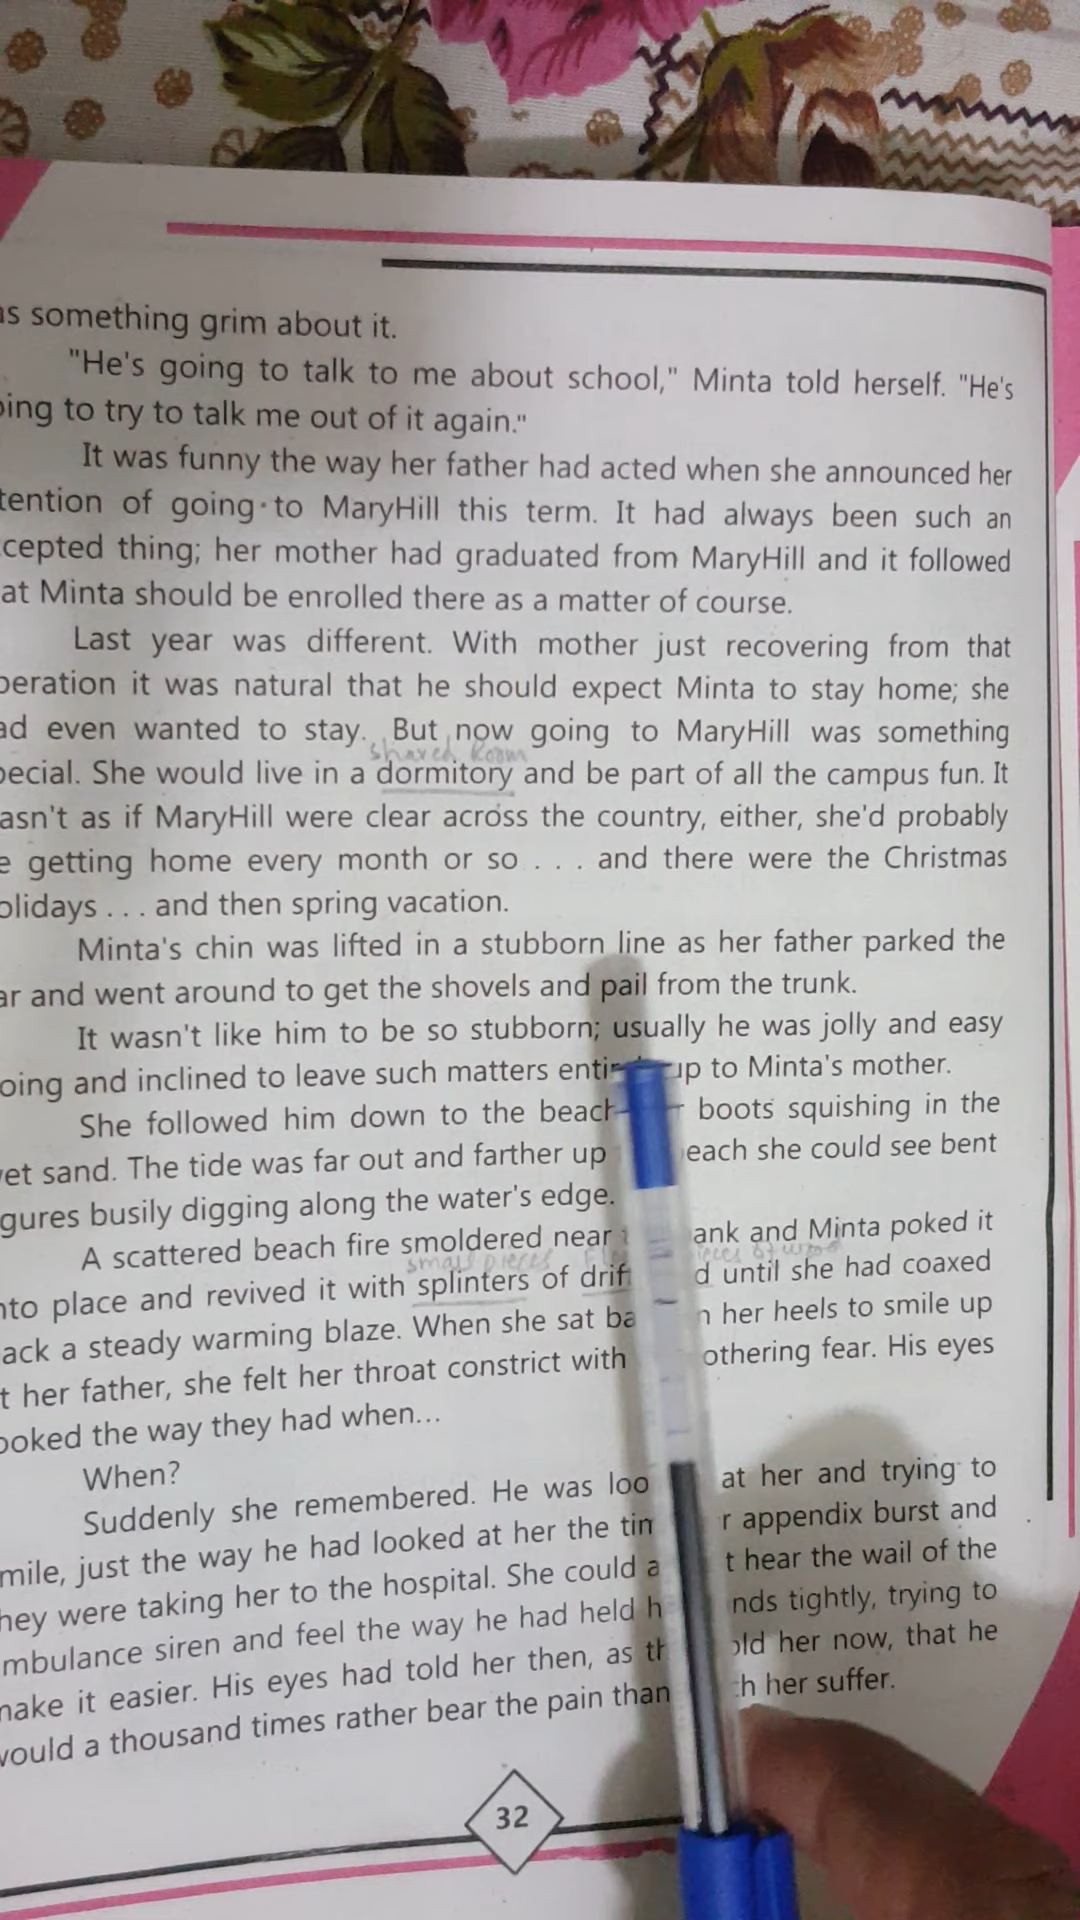 as something grim about it.
"He's going to talk to me about school," Minta told herself. "He's
oing to try to talk me out of it again."
It was funny the way her father had acted when she announced her
tention of going to MaryHill this term. It had always been such an
cepted thing; her mother had graduated from MaryHill and it followed
at Minta should be enrolled there as a matter of course.
Last year was different. With mother just recovering from that
peration it was natural that he should expect Minta to stay home; she
ad even wanted to stay. But now going to MaryHill was something
shared Room
pecial. She would live in a dormitory and be part of all the campus fun. It
asn't as if MaryHill were clear across the country, either, she'd probably
e getting home every month or so . . . and there were the Christmas
olidays . . . and then spring vacation.
Minta's chin was lifted in a stubborn line as her father parked the
ar and went around to get the shovels and pail from the trunk.
It wasn't like him to be so stubborn; usually he was jolly and easy
oing and inclined to leave such matters up to Minta's mother.
She followed him down to the beach boots squishing in the
et sand. The tide was far out and farther up each she could see bent
gures busily digging along the water's edge.
A scattered beach fire smoldered near ank and Minta poked it
small pieces pieces of wood
nto place and revived it with splinters of drif d until she had coaxed
ack a steady warming blaze. When she sat ba n her heels to smile up
t her father, she felt her throat constrict with othering fear. His eyes
ooked the way they had when...
When?
Suddenly she remembered. He was loo at her and trying to
mile, just the way he had looked at her the tim r appendix burst and
hey were taking her to the hospital. She could a t hear the wail of the
mbulance siren and feel the way he had held h nds tightly, trying to
make it easier. His eyes had told her then, as th old her now, that he
would a thousand times rather bear the pain than ch her suffer.
32